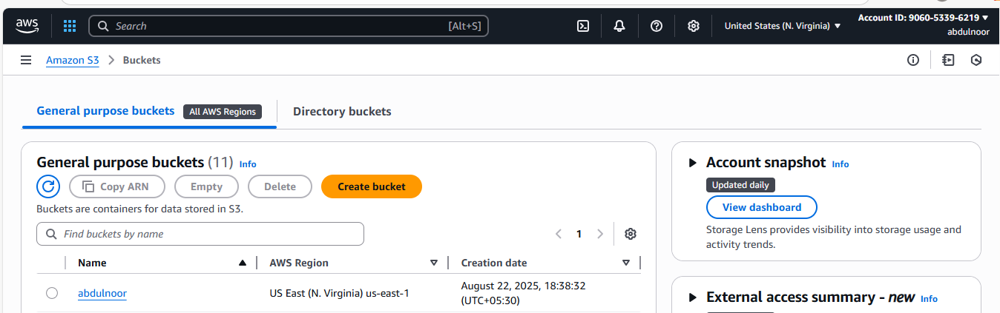 aws
Search
[Alt+S]
United States (N. Virginia)
Account ID: 9060-5339-6219
abdulnoor
Amazon S3
Buckets
General purpose buckets
All AWS Regions
Directory buckets
General purpose buckets (11) Info
Copy ARN
Empty
Delete
Create bucket
Buckets are containers for data stored in S3.
Find buckets by name
1
Name
AWS Region
Creation date
abdulnoor
US East (N. Virginia) us-east-1
August 22, 2025, 18:38:32
(UTC+05:30)
Account snapshot Info
Updated daily
View dashboard
Storage Lens provides visibility into storage usage and
activity trends.
External access summary - new Info